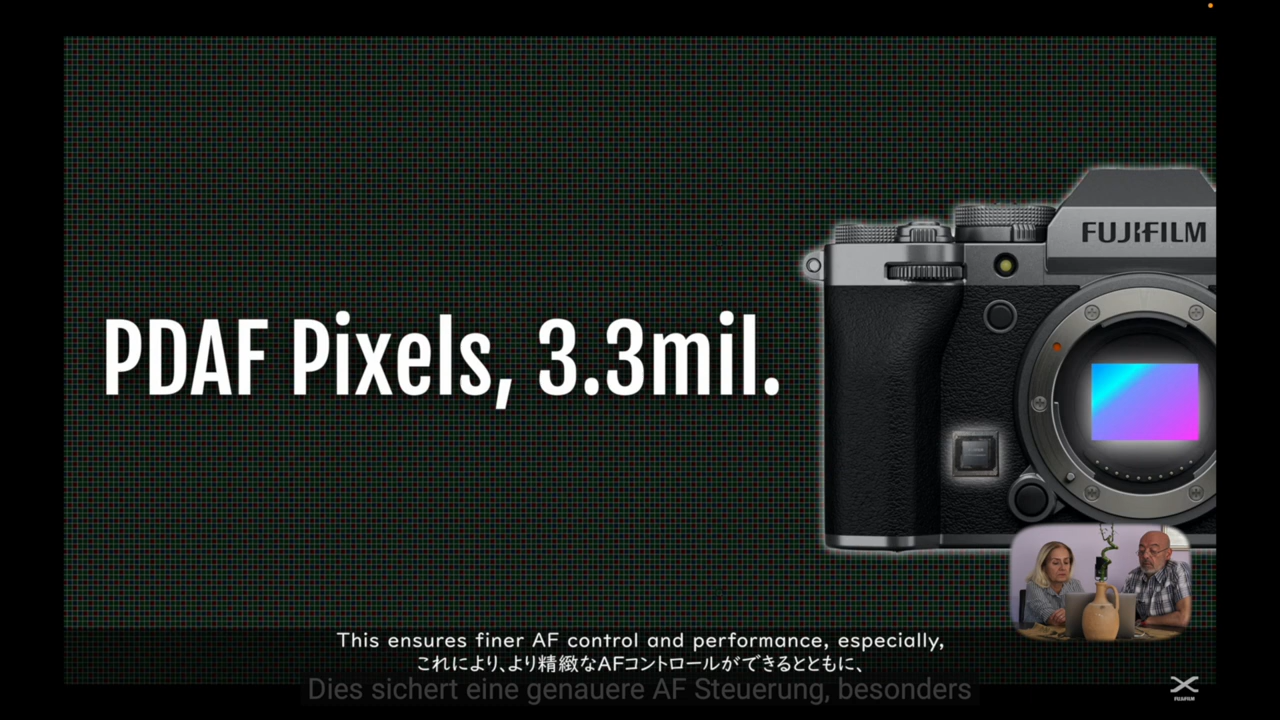 FUJIFILM
PDAF Pixels, 3.3mil.
This ensures finer AF control and performance, especially,
これにより、より精緻なAFコントロールができるとともに、
Dies sichert eine genauere AF Steuerung, besonders
FUJIFILM